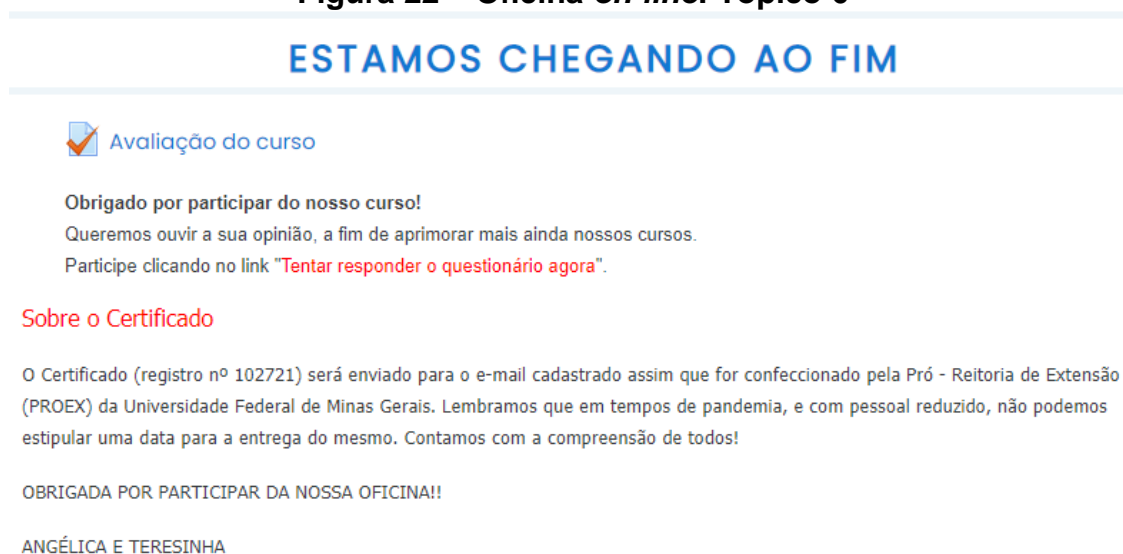 ESTAMOS CHEGANDO AO FIM
Avaliação do curso
Obrigado por participar do nosso curso!
Queremos ouvir a sua opinião, a fim de aprimorar mais ainda nossos cursos.
Participe clicando no link "Tentar responder o questionário agora".
Sobre o Certificado
O Certificado (registro nº 102721) será enviado para o e-mail cadastrado assim que for confeccionado pela Pró - Reitoria de Extensão
(PROEX) da Universidade Federal de Minas Gerais. Lembramos que em tempos de pandemia, e com pessoal reduzido, não podemos
estipular uma data para a entrega do mesmo. Contamos com a compreensão de todos!
OBRIGADA POR PARTICIPAR DA NOSSA OFICINA!!
ANGÉLICA E TERESINHA